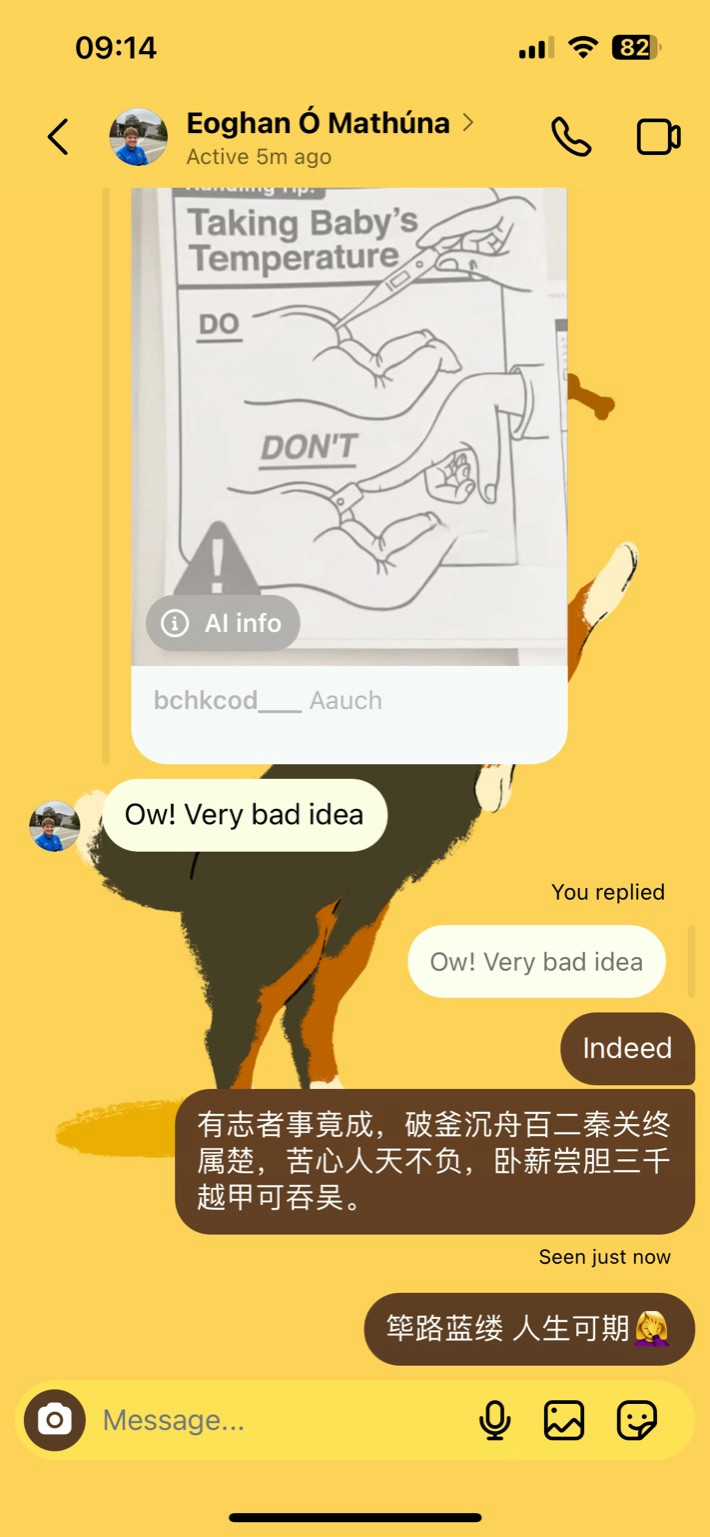 09:14
82
Eoghan Ó Mathúna
Active 5m ago
Handling Tip:
Taking Baby's
Temperature
DO
DON'T
!
AI info
bchkcod___ Aauch
Ow! Very bad idea
You replied
Ow! Very bad idea
Indeed
有志者事竟成，破釜沉舟百二秦关终
属楚，苦心人天不负，卧薪尝胆三千
越甲可吞吴。
Seen just now
筚路蓝缕 人生可期🤦‍♀️
Message...